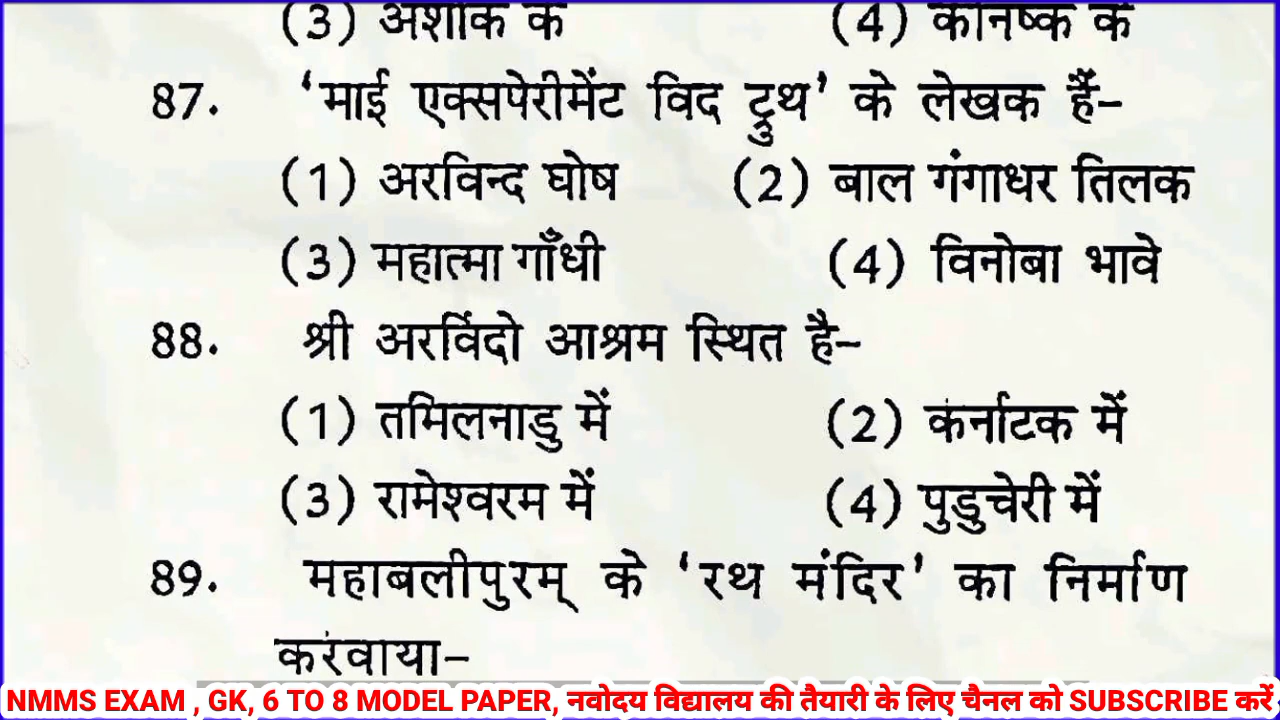 (3) अशोक के (4) कनिष्क के
87. ‘माई एक्सपेरीमेंट विद ट्रुथ’ के लेखक हैं–
(1) अरविन्द घोष (2) बाल गंगाधर तिलक
(3) महात्मा गाँधी (4) विनोबा भावे
88. श्री अरविंदो आश्रम स्थित है–
(1) तमिलनाडु में (2) कर्नाटक में
(3) रामेश्वरम में (4) पुडुचेरी में
89. महाबलीपुरम् के ‘रथ मंदिर’ का निर्माण
करवाया–
NMMS EXAM , GK, 6 TO 8 MODEL PAPER, नवोदय विद्यालय की तैयारी के लिए चैनल को SUBSCRIBE करें